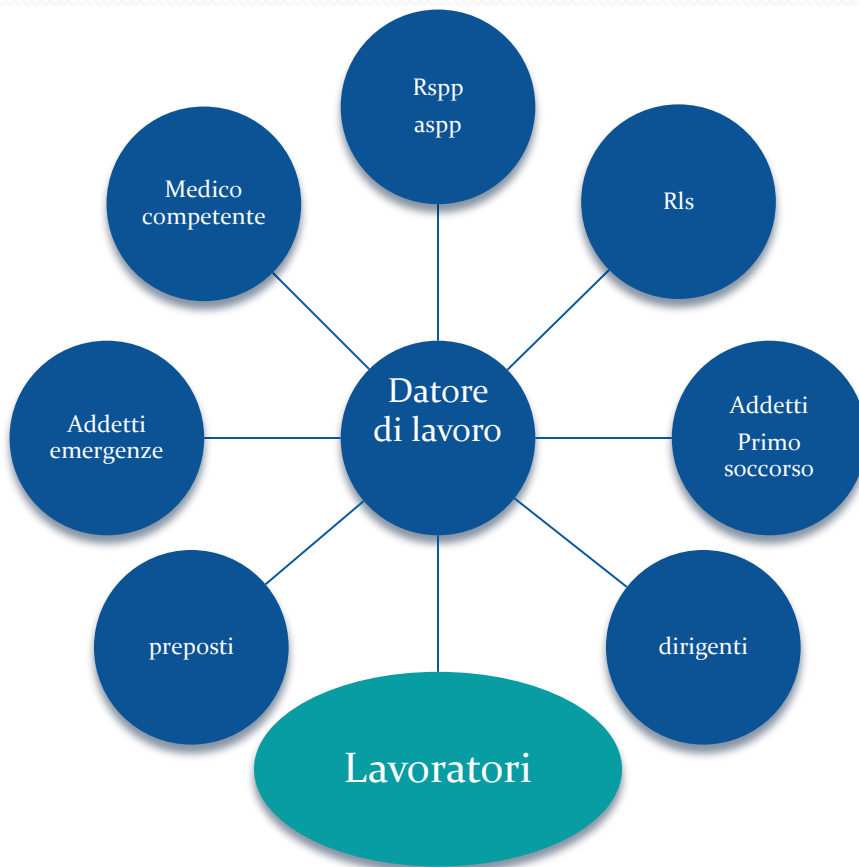 Rspp
aspp
Medico
competente
Rls
Datore
di lavoro
Addetti
emergenze
Addetti
Primo
soccorso
preposti
dirigenti
Lavoratori